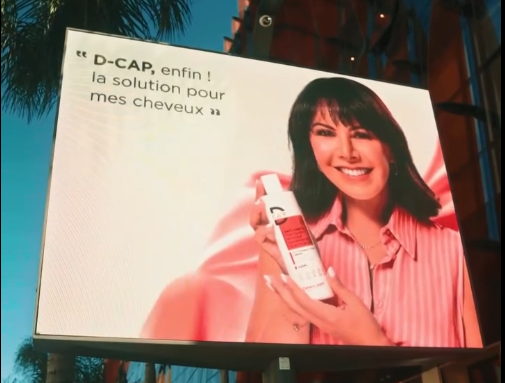 “ D-CAP, enfin !
la solution pour
mes cheveux ”